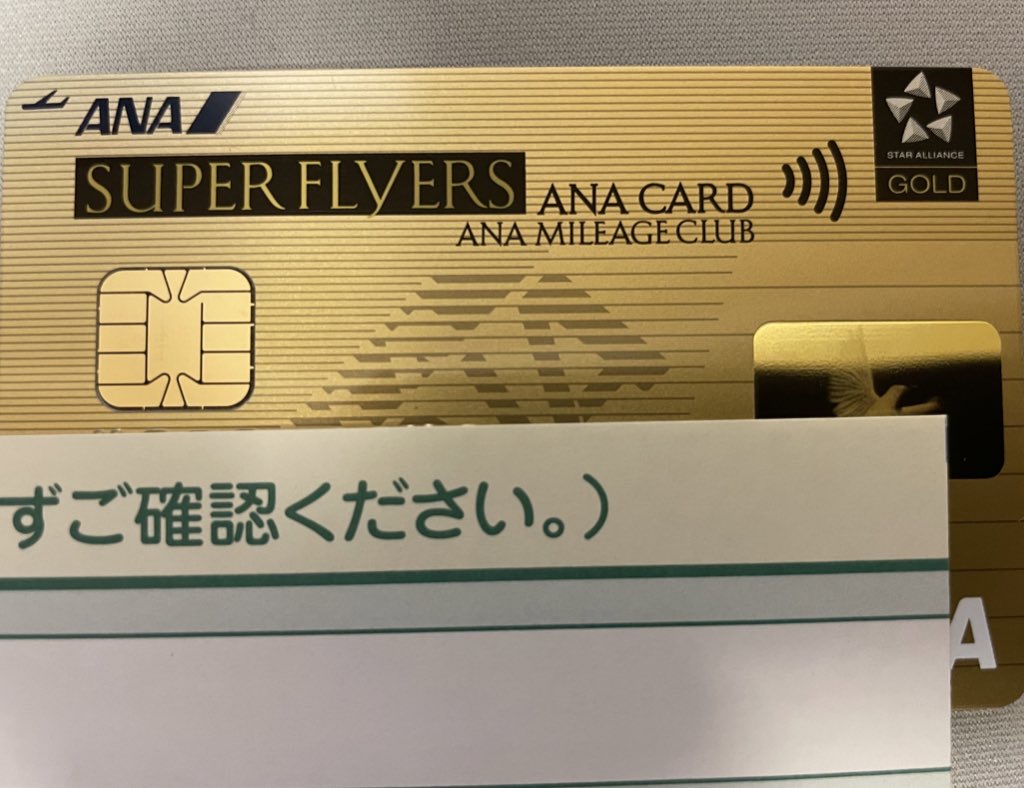 ANA
SUPER FLYERS ANA CARD
ANA MILEAGE CLUB
STAR ALLIANCE
GOLD
ずご確認ください。）
A